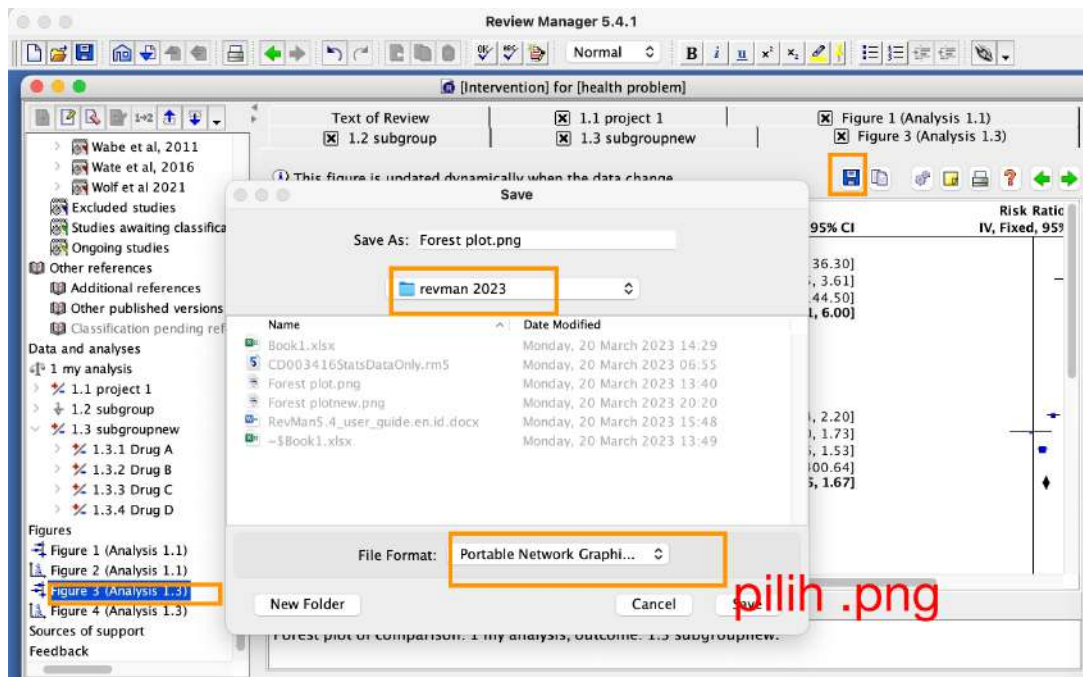 Review Manager 5.4.1
Normal
B i u x² x₂
[Intervention] for [health problem]
1→2
Text of Review
1.1 project 1
Figure 1 (Analysis 1.1)
1.2 subgroup
1.3 subgroupnew
Figure 3 (Analysis 1.3)
This figure is updated dynamically when the data change
Wabe et al, 2011
Wate et al, 2016
Wolf et al 2021
Excluded studies
Studies awaiting classifica
Ongoing studies
Other references
Additional references
Other published versions
Classification pending ref
Data and analyses
1 my analysis
1.1 project 1
1.2 subgroup
1.3 subgroupnew
1.3.1 Drug A
1.3.2 Drug B
1.3.3 Drug C
1.3.4 Drug D
Figures
Figure 1 (Analysis 1.1)
Figure 2 (Analysis 1.1)
Figure 3 (Analysis 1.3)
Figure 4 (Analysis 1.3)
Sources of support
Feedback
Save
Save As: Forest plot.png
revman 2023
Name Date Modified
Book1.xlsx Monday, 20 March 2023 14:29
CD003416StatsDataOnly.rm5 Monday, 20 March 2023 06:55
Forest plot.png Monday, 20 March 2023 13:40
Forest plotnew.png Monday, 20 March 2023 20:20
RevMan5.4_user_guide.en.id.docx Monday, 20 March 2023 15:48
~$Book1.xlsx Monday, 20 March 2023 13:49
File Format: Portable Network Graphi...
New Folder
Cancel
Save
pilih .png
Risk Ratio
95% CI IV, Fixed, 95%
36.30]
, 3.61]
44.50]
1, 6.00]
, 2.20]
, 1.73]
, 1.53]
00.64]
5, 1.67]
Forest plot of comparison: 1 my analysis, outcome: 1.3 subgroupnew.